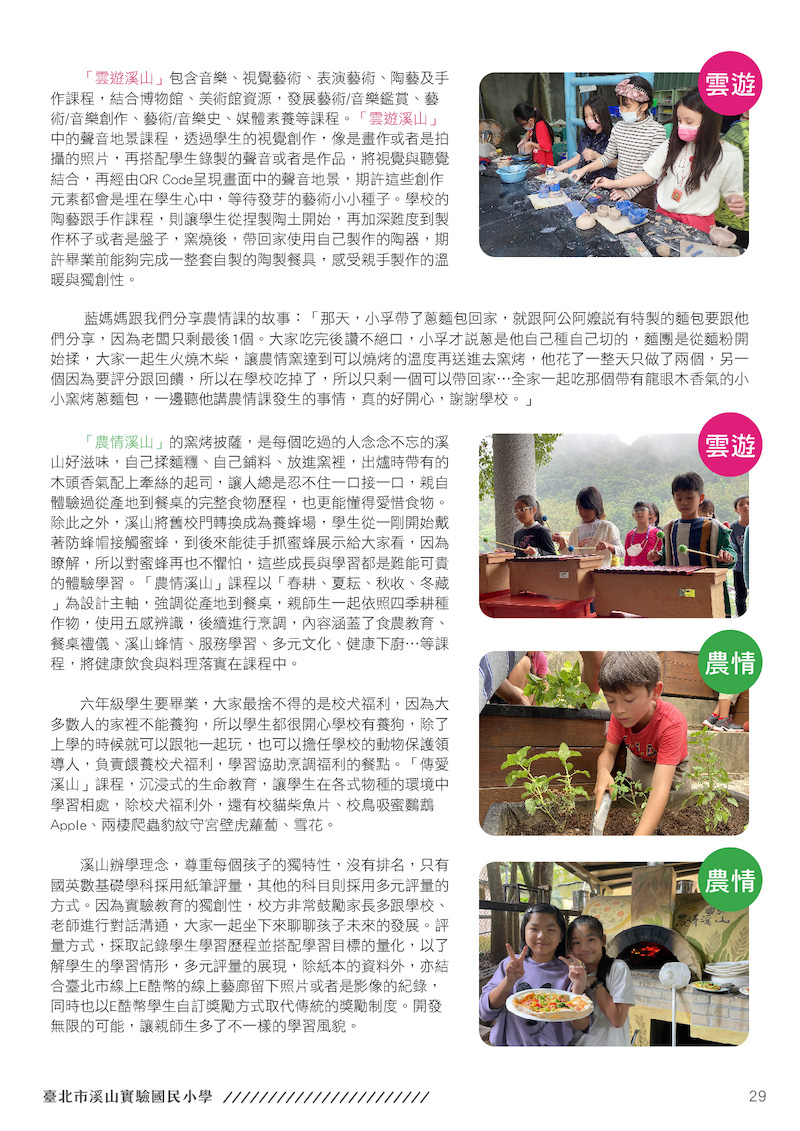 「雲遊溪山」包含音樂、視覺藝術、表演藝術、陶藝及手
作課程，結合博物館、美術館資源，發展藝術/音樂鑑賞、藝
術/音樂創作、藝術/音樂史、媒體素養等課程。「雲遊溪山」
中的聲音地景課程，透過學生的視覺創作，像是畫作或者是拍
攝的照片，再搭配學生錄製的聲音或者是作品，將視覺與聽覺
結合，再經由QR Code呈現畫面中的聲音地景，期許這些創作
元素都會是埋在學生心中，等待發芽的藝術小小種子。學校的
陶藝跟手作課程，則讓學生從捏製陶土開始，再加深難度到製
作杯子或者是盤子，窯燒後，帶回家使用自己製作的陶器，期
許畢業前能夠完成一整套自製的陶製餐具，感受親手製作的溫
暖與獨創性。
雲遊
藍媽媽跟我們分享農情課的故事：「那天，小孚帶了蔥麵包回家，就跟阿公阿嬤説有特製的麵包要跟他
們分享，因為老闆只剩最後1個。大家吃完後讚不絕口，小孚才説蔥是他自己種自己切的，麵團是從麵粉開
始揉，大家一起生火燒木柴，讓農情窯達到可以燒烤的溫度再送進去窯烤，他花了一整天只做了兩個，另一
個因為要評分跟回饋，所以在學校吃掉了，所以只剩一個可以帶回家…全家一起吃那個帶有龍眼木香氣的小
小窯烤蔥麵包，一邊聽他講農情課發生的事情，真的好開心，謝謝學校。」
「農情溪山」的窯烤披薩，是每個吃過的人念念不忘的溪
山好滋味，自己揉麵糰、自己鋪料、放進窯裡，出爐時帶有的
木頭香氣配上牽絲的起司，讓人總是忍不住一口接一口，親自
體驗過從產地到餐桌的完整食物歷程，也更能懂得愛惜食物。
除此之外，溪山將舊校門轉換成為養蜂場，學生從一剛開始戴
著防蜂帽接觸蜜蜂，到後來能徒手抓蜜蜂展示給大家看，因為
瞭解，所以對蜜蜂再也不懼怕，這些成長與學習都是難能可貴
的體驗學習。「農情溪山」課程以「春耕、夏耘、秋收、冬藏
」為設計主軸，強調從產地到餐桌，親師生一起依照四季耕種
作物，使用五感辨識，後續進行烹調，內容涵蓋了食農教育、
餐桌禮儀、溪山蜂情、服務學習、多元文化、健康下廚…等課
程，將健康飲食與料理落實在課程中。
雲遊
六年級學生要畢業，大家最捨不得的是校犬福利，因為大
多數人的家裡不能養狗，所以學生都很開心學校有養狗，除了
上學的時候就可以跟牠一起玩，也可以擔任學校的動物保護領
導人，負責餵養校犬福利，學習協助烹調福利的餐點。「傳愛
溪山」課程，沉浸式的生命教育，讓學生在各式物種的環境中
學習相處，除校犬福利外，還有校貓柴魚片、校鳥吸蜜鸚鵡
Apple、兩棲爬蟲豹紋守宮壁虎蘿蔔、雪花。
農情
溪山辦學理念，尊重每個孩子的獨特性，沒有排名，只有
國英數基礎學科採用紙筆評量，其他的科目則採用多元評量的
方式。因為實驗教育的獨創性，校方非常鼓勵家長多跟學校、
老師進行對話溝通，大家一起坐下來聊聊孩子未來的發展。評
量方式，採取記錄學生學習歷程並搭配學習目標的量化，以了
解學生的學習情形，多元評量的展現，除紙本的資料外，亦結
合臺北市線上E酷幣的線上藝廊留下照片或者是影像的紀錄，
同時也以E酷幣學生自訂獎勵方式取代傳統的獎勵制度。開發
無限的可能，讓親師生多了不一樣的學習風貌。
農情
農情溪山
臺北市溪山實驗國民小學
29